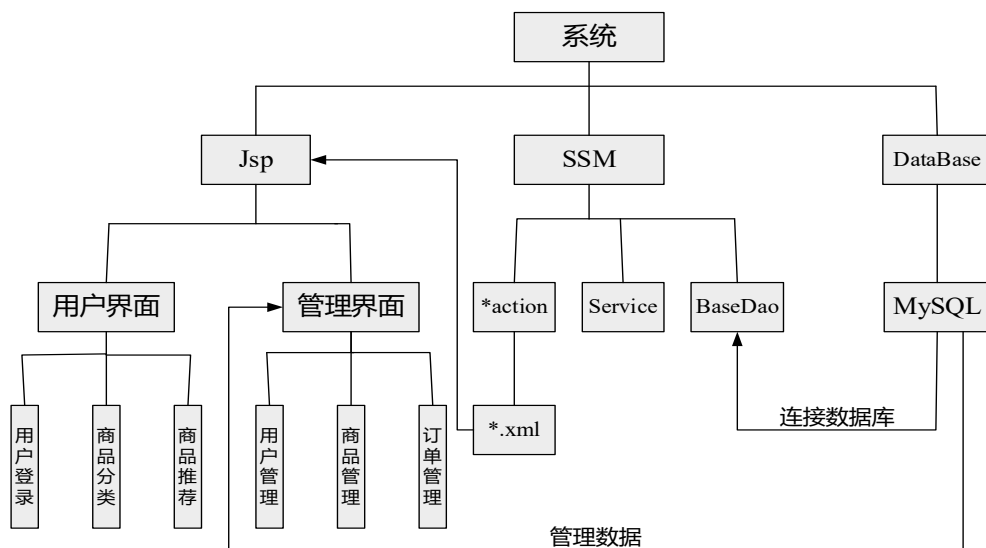 系统
Jsp
SSM
DataBase
用户界面
管理界面
*action
Service
BaseDao
MySQL
用户登录
商品分类
商品推荐
用户管理
商品管理
订单管理
*.xml
连接数据库
管理数据